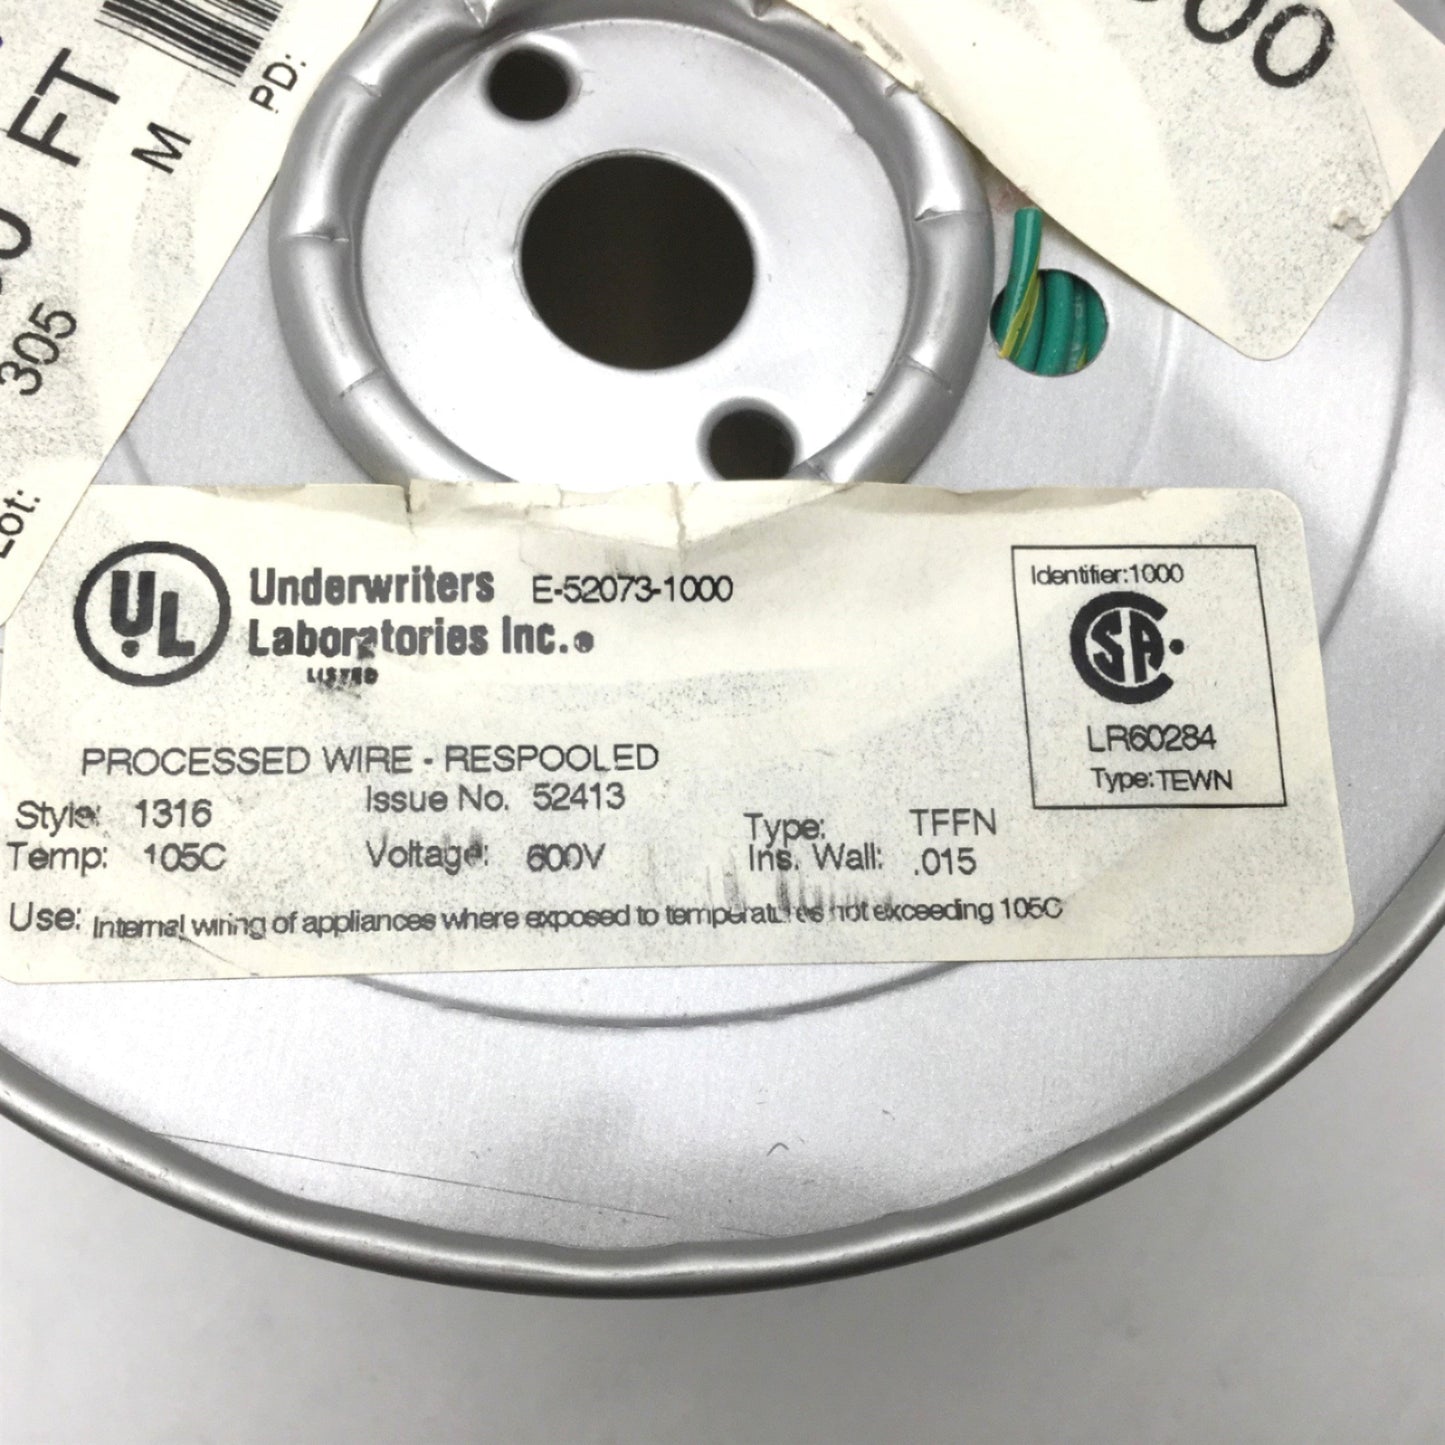 FT
M
PD:
305
Lot:
UL
Underwriters
Laboratories Inc.
LISTED
E-52073-1000
PROCESSED WIRE - RESPOOLED
Style: 1316
Issue No. 52413
Type: TFFN
Temp: 105C
Voltage: 600V
Ins. Wall: .015
Use: Internal wiring of appliances where exposed to temperatures not exceeding 105C
Identifier:1000
CSA
LR60284
Type: TEWN